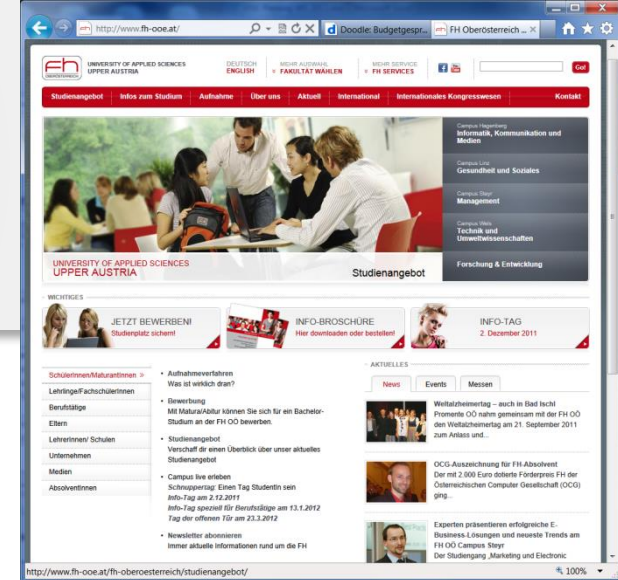 http://www.fh-ooe.at/
Doodle: Budgetgespr...
FH Oberösterreich ...
Fh
OBERÖSTERREICH
UNIVERSITY OF APPLIED SCIENCES
UPPER AUSTRIA
DEUTSCH
ENGLISH
MEHR AUSWAHL
FAKULTÄT WÄHLEN
MEHR SERVICE
FH SERVICES
Go!
Studienangebot
Infos zum Studium
Aufnahme
Über uns
Aktuell
International
Internationales Kongresswesen
Kontakt
Campus Hagenberg
Informatik, Kommunikation und
Medien
Campus Linz
Gesundheit und Soziales
Campus Steyr
Management
Campus Wels
Technik und
Umweltwissenschaften
Forschung & Entwicklung
UNIVERSITY OF APPLIED SCIENCES
UPPER AUSTRIA
Studienangebot
WICHTIGES
JETZT BEWERBEN!
Studienplatz sichern!
INFO-BROSCHÜRE
Hier downloaden oder bestellen!
INFO-TAG
2. Dezember 2011
SchülerInnen/MaturantInnen »
Lehrlinge/FachschülerInnen
Berufstätige
Eltern
LehrerInnen/ Schulen
Unternehmen
Medien
AbsolventInnen
• Aufnahmeverfahren
Was ist wirklich dran?
• Bewerbung
Mit Matura/Abitur können Sie sich für ein Bachelor-
Studium an der FH OÖ bewerben.
• Studienangebot
Verschaff dir einen Überblick über unser aktuelles
Studienangebot
• Campus live erleben
Schnuppertag: Einen Tag StudentIn sein
Info-Tag am 2.12.2011
Info-Tag speziell für Berufstätige am 13.1.2012
Tag der offenen Tür am 23.3.2012
• Newsletter abonnieren
Immer aktuelle Informationen rund um die FH
AKTUELLES
News
Events
Messen
Weltalzheimertag – auch in Bad Ischl
Promente OÖ nahm gemeinsam mit der FH OÖ
den Weltalzheimertag am 21. September 2011
zum Anlass und...
OCG-Auszeichnung für FH-Absolvent
Der mit 2.000 Euro dotierte Förderpreis FH der
Österreichischen Computer Gesellschaft (OCG)
ging...
Experten präsentieren erfolgreiche E-
Business-Lösungen und neueste Trends am
FH OÖ Campus Steyr
Der Studiengang „Marketing und Electronic
http://www.fh-ooe.at/fh-oberoesterreich/studienangebot/
100%